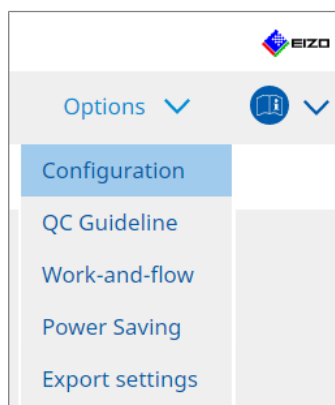 EIZO
Options
Configuration
QC Guideline
Work-and-flow
Power Saving
Export settings